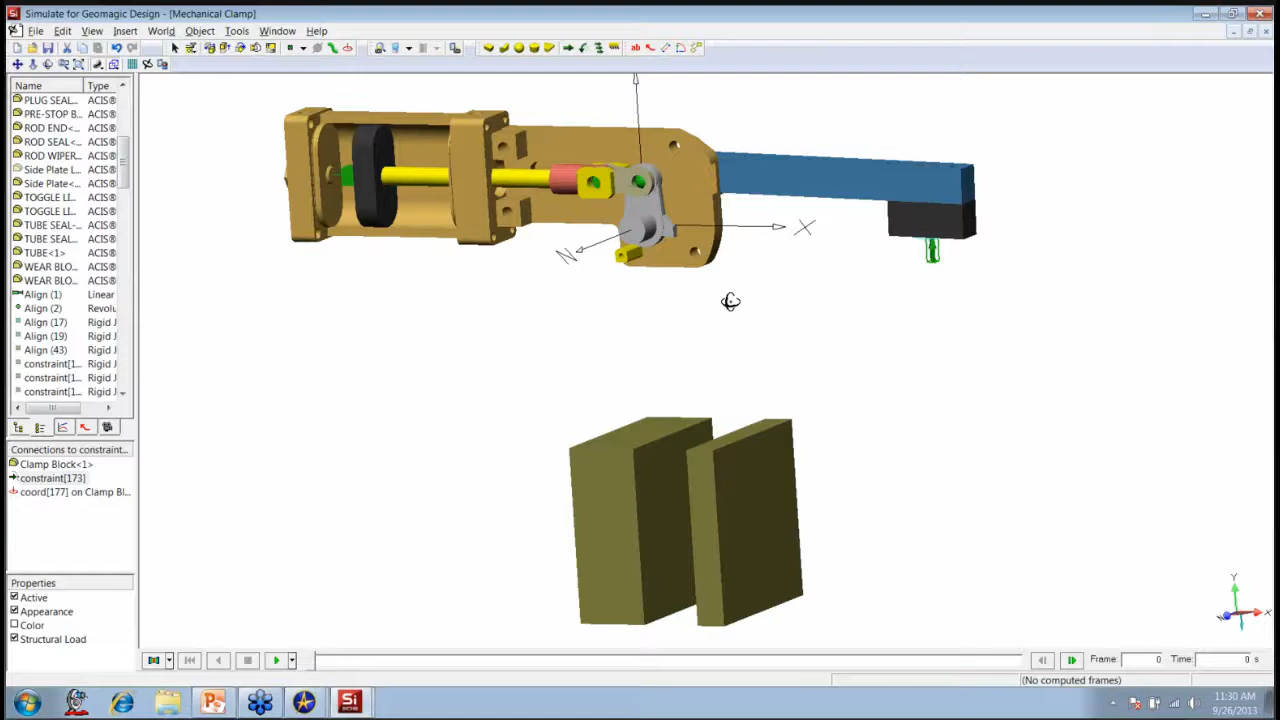 Simulate for Geomagic Design - [Mechanical Clamp]
File Edit View Insert World Object Tools Window Help
Name Type
PLUG SEAL... ACIS®
PRE-STOP B... ACIS®
ROD END<... ACIS®
ROD SEAL<... ACIS®
ROD WIPER... ACIS®
Side Plate L... ACIS®
Side Plate<... ACIS®
TOGGLE LI... ACIS®
TOGGLE LI... ACIS®
TUBE SEAL-... ACIS®
TUBE SEAL... ACIS®
TUBE<1> ACIS®
WEAR BLO... ACIS®
WEAR BLO... ACIS®
Align (1) Linear
Align (2) Revolu
Align (17) Rigid J
Align (19) Rigid J
Align (43) Rigid J
constraint[1... Rigid J
constraint[1... Rigid J
constraint[1... Rigid J
Connections to constraint...
Clamp Block<1>
constraint[173]
coord[177] on Clamp Bl...
Properties
Active
Appearance
Color
Structural Load
X
N
Y
X
Frame: 0 Time: 0 s
(No computed frames)
11:30 AM
9/26/2013